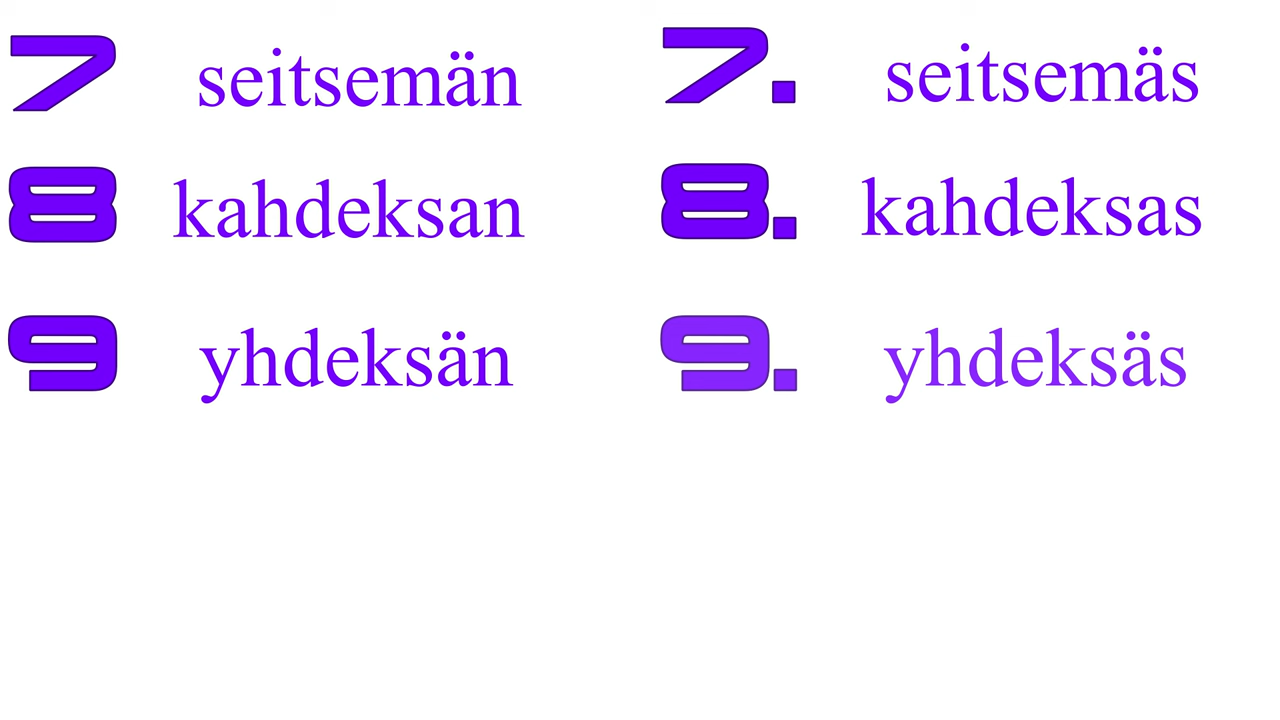 7 seitsemän 7. seitsemäs
8 kahdeksan 8. kahdeksas
9 yhdeksän 9. yhdeksäs